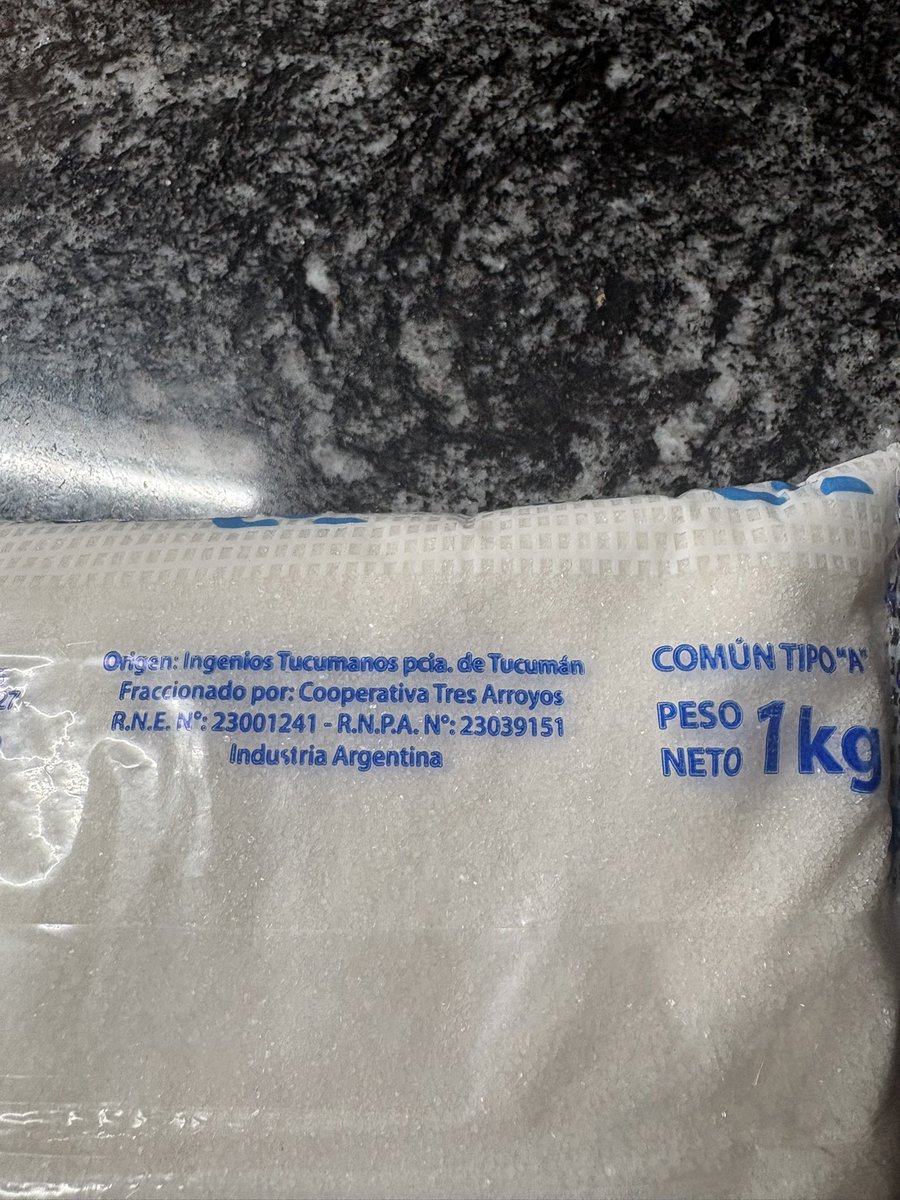 Origen: Ingenios Tucumanos pcia. de Tucumán
Fraccionado por: Cooperativa Tres Arroyos
R.N.E. N°: 23001241 - R.N.P.A. N°: 23039151
Industria Argentina
COMÚN TIPO "A"
PESO
NETO 1kg
27